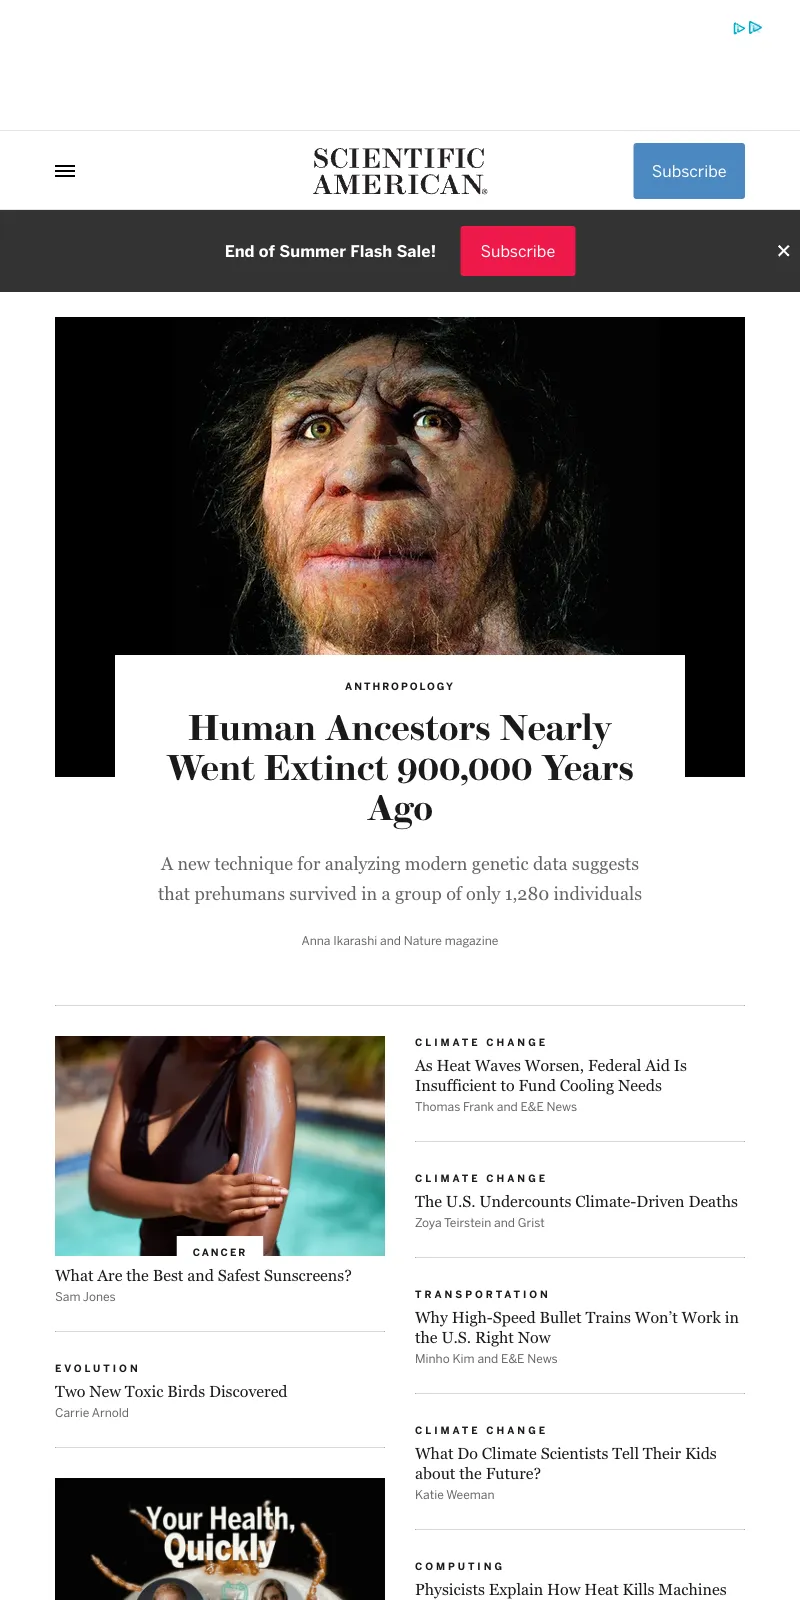 SCIENTIFIC
AMERICAN®
Subscribe
End of Summer Flash Sale!
Subscribe
ANTHROPOLOGY
Human Ancestors Nearly
Went Extinct 900,000 Years
Ago
A new technique for analyzing modern genetic data suggests
that prehumans survived in a group of only 1,280 individuals
Anna Ikarashi and Nature magazine
CANCER
What Are the Best and Safest Sunscreens?
Sam Jones
EVOLUTION
Two New Toxic Birds Discovered
Carrie Arnold
Your Health,
Quickly
CLIMATE CHANGE
As Heat Waves Worsen, Federal Aid Is
Insufficient to Fund Cooling Needs
Thomas Frank and E&E News
CLIMATE CHANGE
The U.S. Undercounts Climate-Driven Deaths
Zoya Teirstein and Grist
TRANSPORTATION
Why High-Speed Bullet Trains Won’t Work in
the U.S. Right Now
Minho Kim and E&E News
CLIMATE CHANGE
What Do Climate Scientists Tell Their Kids
about the Future?
Katie Weeman
COMPUTING
Physicists Explain How Heat Kills Machines